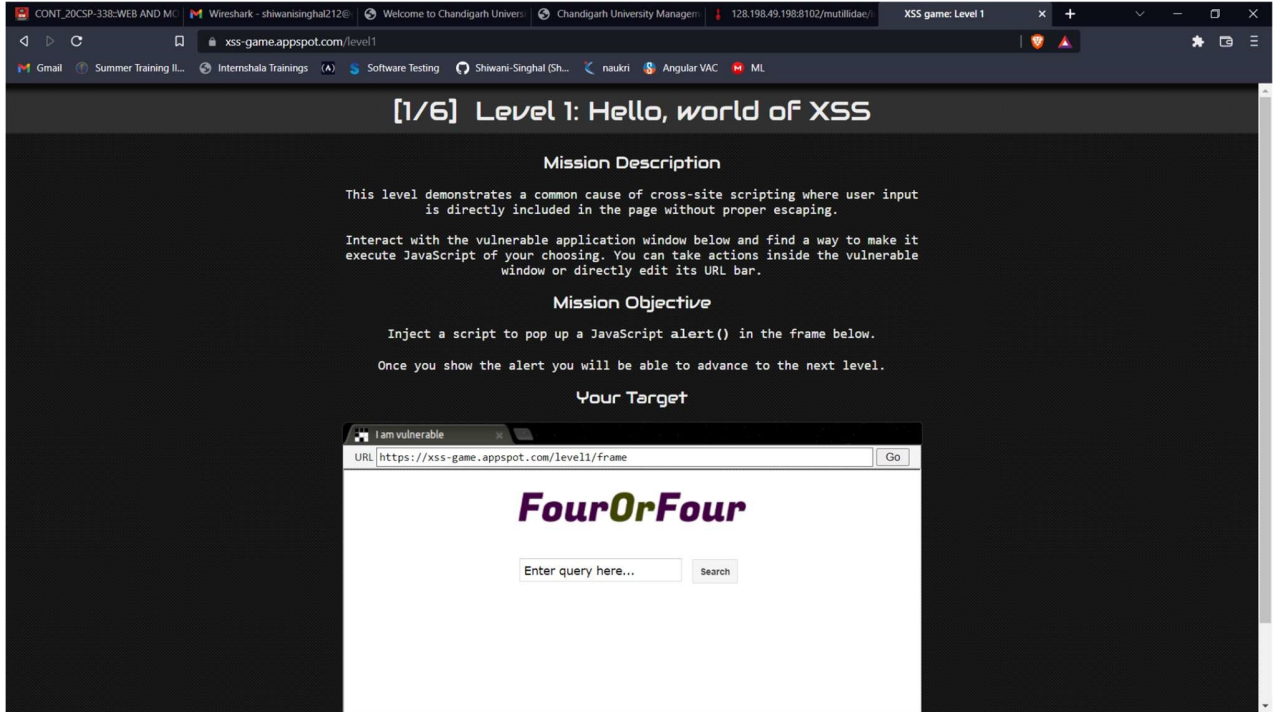 CONT_20CSP-338::WEB AND MO
Wireshark - shiwanisinghal212@
Welcome to Chandigarh Univers
Chandigarh University Managem
128.198.49.198:8102/mutillidae/
XSS game: Level 1
xss-game.appspot.com/level1
Gmail
Summer Training II...
Internshala Trainings
Software Testing
Shiwani-Singhal (Sh...
naukri
Angular VAC
ML
[1/6] Level 1: Hello, world of XSS
Mission Description
This level demonstrates a common cause of cross-site scripting where user input
is directly included in the page without proper escaping.
Interact with the vulnerable application window below and find a way to make it
execute JavaScript of your choosing. You can take actions inside the vulnerable
window or directly edit its URL bar.
Mission Objective
Inject a script to pop up a JavaScript alert() in the frame below.
Once you show the alert you will be able to advance to the next level.
Your Target
I am vulnerable
URL https://xss-game.appspot.com/level1/frame Go
FourOrFour
Enter query here... Search